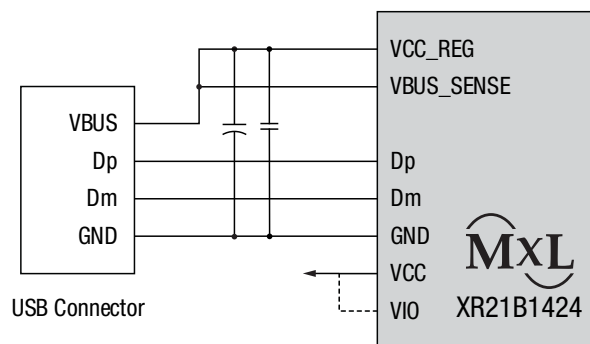 VCC_REG
VBUS_SENSE
VBUS
Dp
Dm
GND
USB Connector
Dp
Dm
GND
VCC
VIO
MxL
XR21B1424